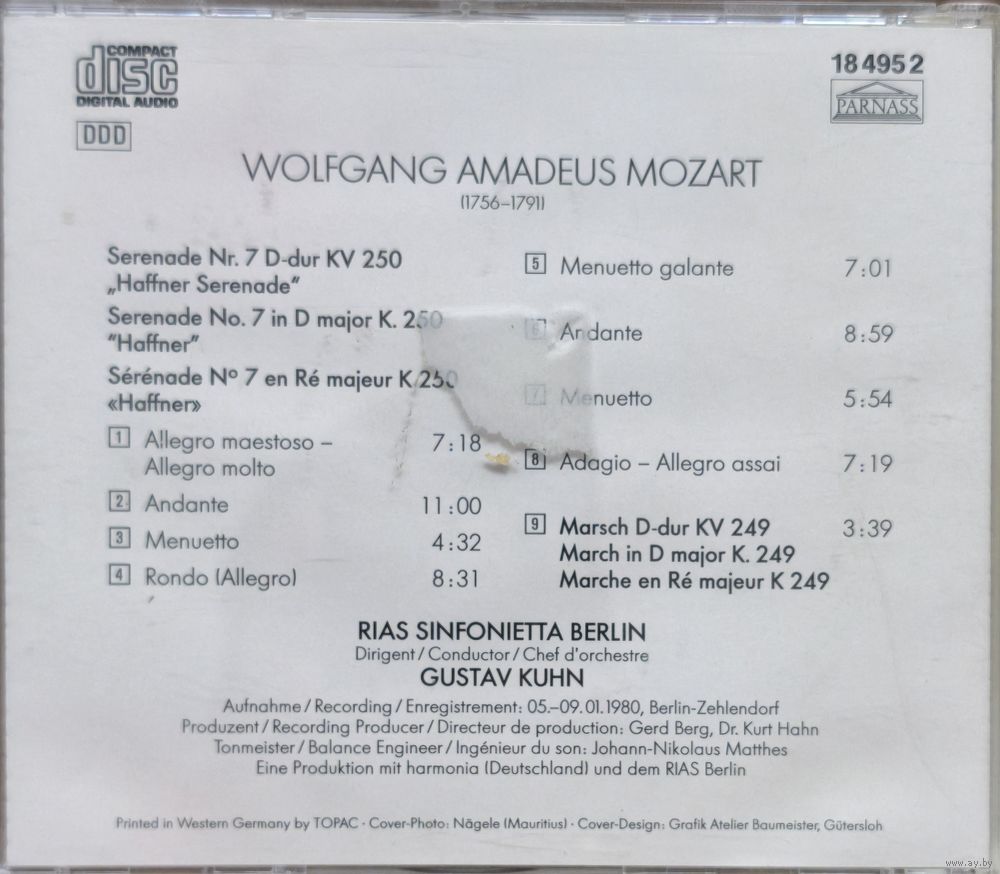 COMPACT
disc
DIGITAL AUDIO
DDD
18 495 2
PARNASS
WOLFGANG AMADEUS MOZART
(1756–1791)
Serenade Nr. 7 D-dur KV 250
„Haffner Serenade“
Serenade No. 7 in D major K. 250
“Haffner”
Sérénade Nº 7 en Ré majeur K 250
«Haffner»
1 Allegro maestoso – 7:18
Allegro molto
2 Andante 11:00
3 Menuetto 4:32
4 Rondo (Allegro) 8:31
5 Menuetto galante 7:01
6 Andante 8:59
7 Menuetto 5:54
8 Adagio – Allegro assai 7:19
9 Marsch D-dur KV 249 3:39
March in D major K. 249
Marche en Ré majeur K 249
RIAS SINFONIETTA BERLIN
Dirigent / Conductor / Chef d'orchestre
GUSTAV KUHN
Aufnahme / Recording / Enregistrement: 05.–09.01.1980, Berlin-Zehlendorf
Produzent / Recording Producer / Directeur de production: Gerd Berg, Dr. Kurt Hahn
Tonmeister / Balance Engineer / Ingénieur du son: Johann-Nikolaus Matthes
Eine Produktion mit harmonia (Deutschland) und dem RIAS Berlin
Printed in Western Germany by TOPAC · Cover-Photo: Nägele (Mauritius) · Cover-Design: Grafik Atelier Baumeister, Gütersloh
www.ay.by